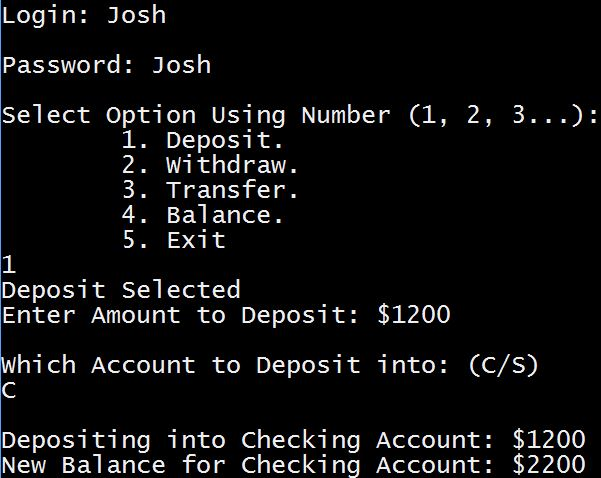 Login: Josh
Password: Josh
Select Option Using Number (1, 2, 3...):
1. Deposit.
2. Withdraw.
3. Transfer.
4. Balance.
5. Exit
1
Deposit Selected
Enter Amount to Deposit: $1200
Which Account to Deposit into: (C/S)
C
Depositing into Checking Account: $1200
New Balance for Checking Account: $2200